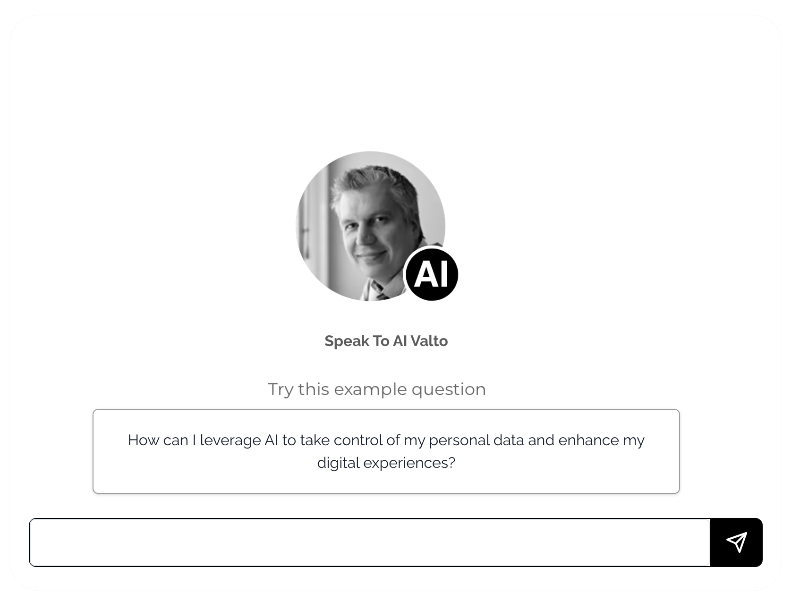 AI
Speak To AI Valto
Try this example question
How can I leverage AI to take control of my personal data and enhance my
digital experiences?